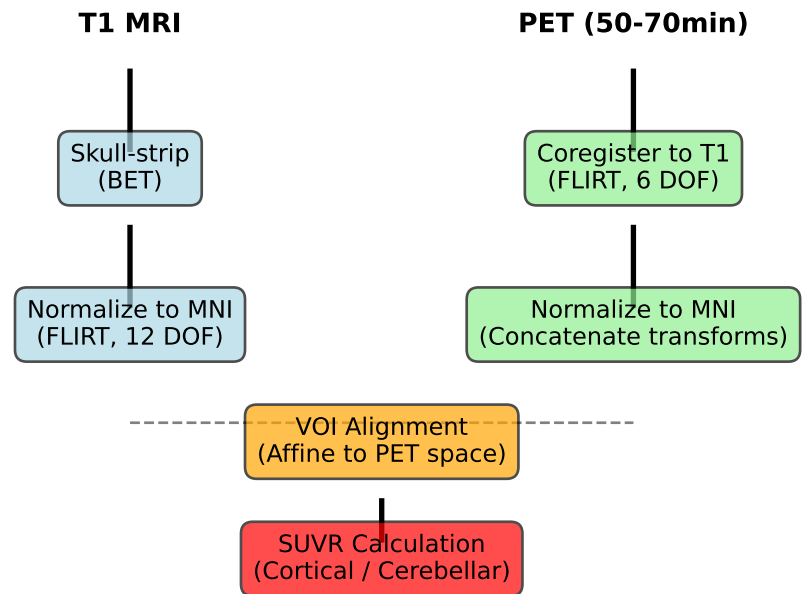 T1 MRI
PET (50-70min)
Skull-strip
(BET)
Coregister to T1
(FLIRT, 6 DOF)
Normalize to MNI
(FLIRT, 12 DOF)
Normalize to MNI
(Concatenate transforms)
VOI Alignment
(Affine to PET space)
SUVR Calculation
(Cortical / Cerebellar)